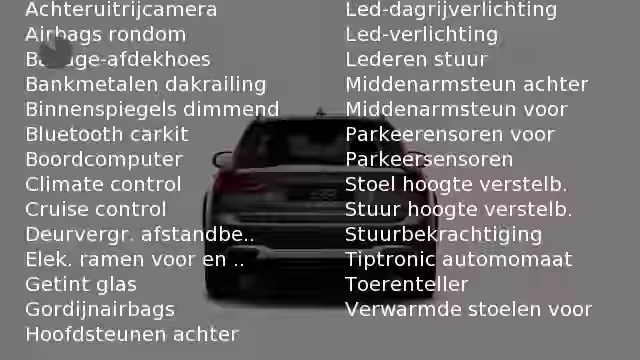 Achteruitrijcamera
Airbags rondom
Bagage-afdekhoes
Bankmetalen dakrailing
Binnenspiegels dimmend
Bluetooth carkit
Boordcomputer
Climate control
Cruise control
Deurvergr. afstandbe..
Elek. ramen voor en ..
Getint glas
Gordijnairbags
Hoofdsteunen achter
Led-dagrijverlichting
Led-verlichting
Lederen stuur
Middenarmsteun achter
Middenarmsteun voor
Parkeerensoren voor
Parkeersensoren
Stoel hoogte verstelb.
Stuur hoogte verstelb.
Stuurbekrachtiging
Tiptronic automomaat
Toerenteller
Verwarmde stoelen voor